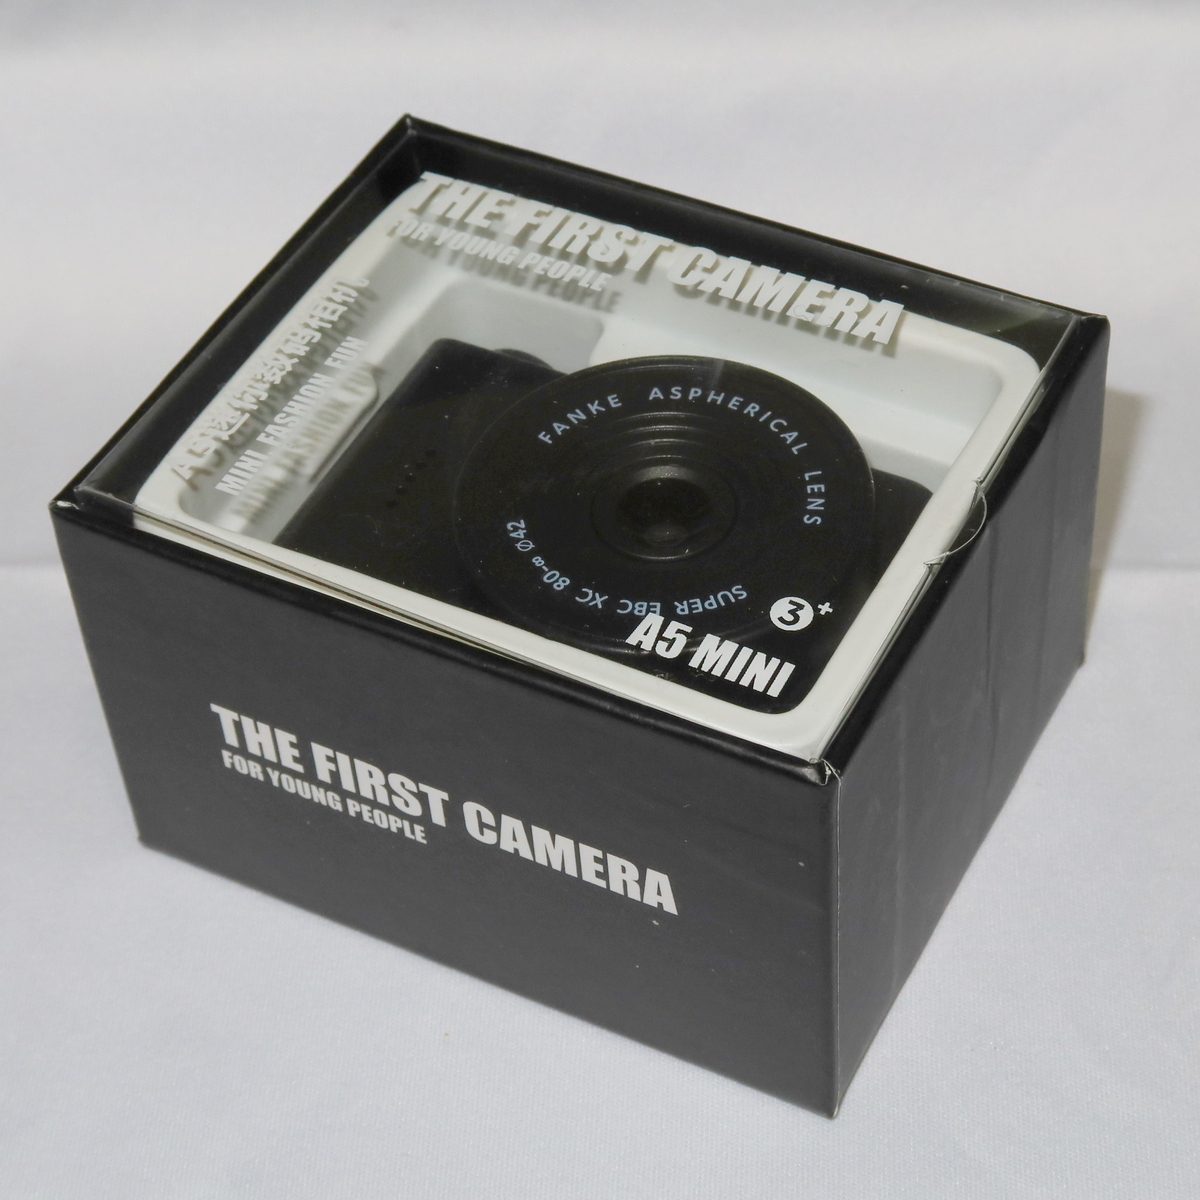 THE FIRST CAMERA
FOR YOUNG PEOPLE
MINI FASHION FUN
FANKE ASPHERICAL LENS
SUPER EBC XC 80-∞ Ø42
3+
A5 MINI
THE FIRST CAMERA
FOR YOUNG PEOPLE